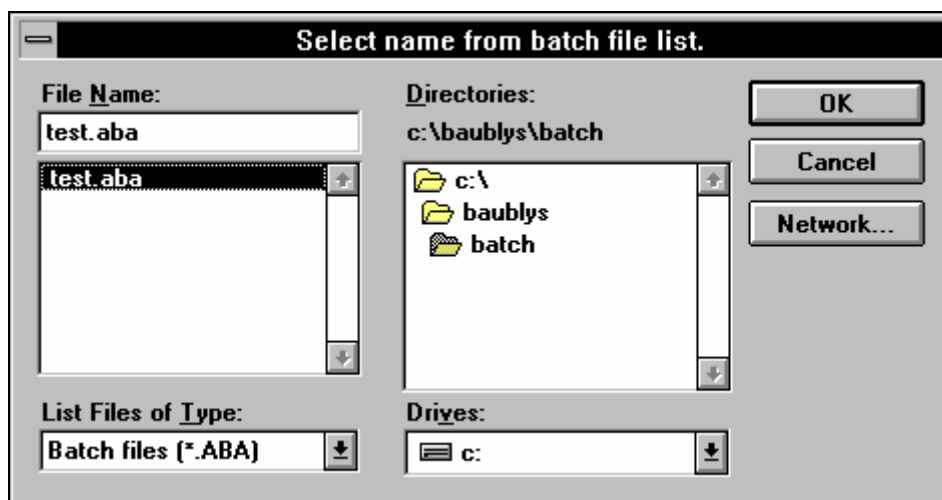 Select name from batch file list.
File Name:
test.aba
test.aba
List Files of Type:
Batch files (*.ABA)
Directories:
c:\baublys\batch
c:\
baublys
batch
Drives:
c:
OK
Cancel
Network...